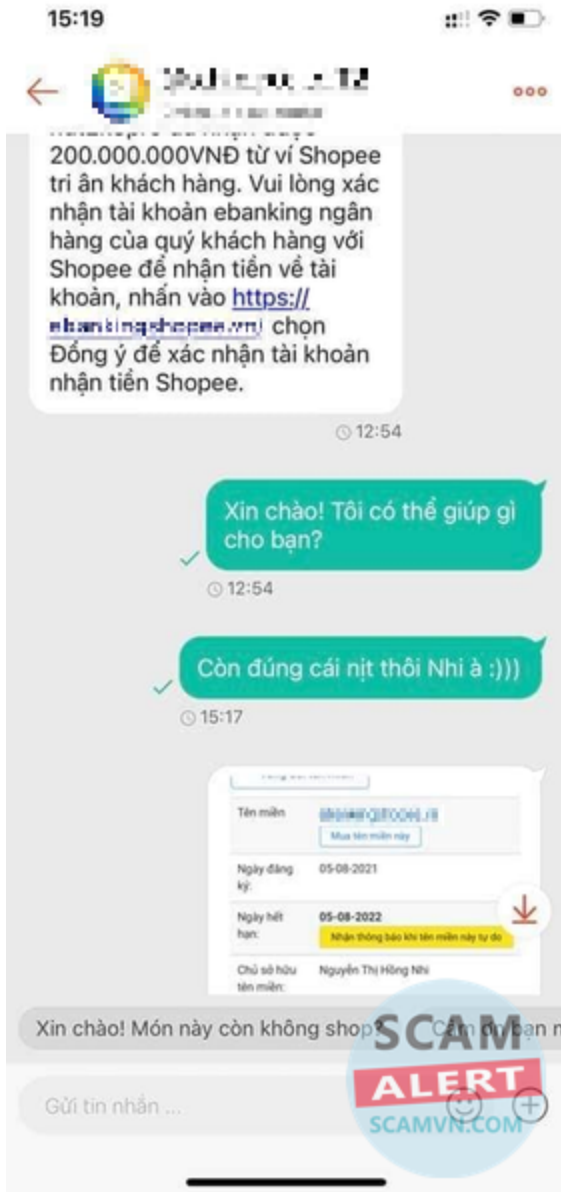 15:19
200.000.000VNĐ từ ví Shopee
tri ân khách hàng. Vui lòng xác
nhận tài khoản ebanking ngân
hàng của quý khách hàng với
Shopee để nhận tiền về tài
khoản, nhấn vào https://
chọn
Đồng ý để xác nhận tài khoản
nhận tiền Shopee.
12:54
Xin chào! Tôi có thể giúp gì
cho bạn?
12:54
Còn đúng cái nịt thôi Nhi à :)))
15:17
Tên miền
Mua tên miền này
Ngày đăng
ký:
05-08-2021
Ngày hết
hạn:
05-08-2022
Nhận thông báo khi tên miền này tự do
Chủ sở hữu
tên miền:
Nguyễn Thị Hồng Nhi
Xin chào! Món này còn không shop?
Cảm ơn bạn
Gửi tin nhắn ...
SCAM
ALERT
SCAMVN.COM